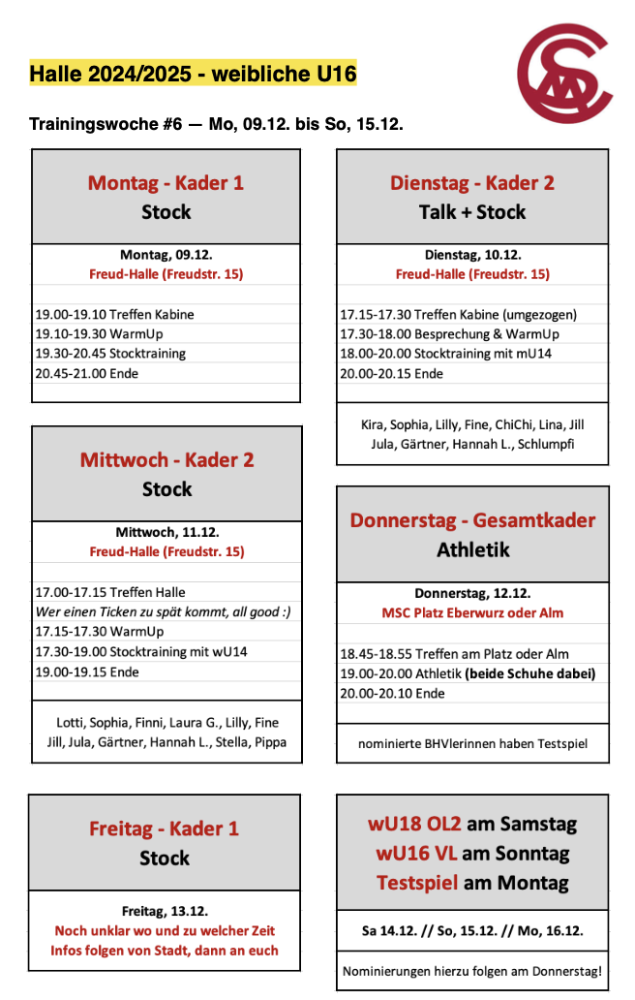 Halle 2024/2025 - weibliche U16
Trainingswoche #6 — Mo, 09.12. bis So, 15.12.
Montag - Kader 1
Stock
Montag, 09.12.
Freud-Halle (Freudstr. 15)
19.00-19.10 Treffen Kabine
19.10-19.30 WarmUp
19.30-20.45 Stocktraining
20.45-21.00 Ende
Dienstag - Kader 2
Talk + Stock
Dienstag, 10.12.
Freud-Halle (Freudstr. 15)
17.15-17.30 Treffen Kabine (umgezogen)
17.30-18.00 Besprechung & WarmUp
18.00-20.00 Stocktraining mit mU14
20.00-20.15 Ende
Kira, Sophia, Lilly, Fine, ChiChi, Lina, Jill
Jula, Gärtner, Hannah L., Schlumpfi
Mittwoch - Kader 2
Stock
Mittwoch, 11.12.
Freud-Halle (Freudstr. 15)
17.00-17.15 Treffen Halle
Wer einen Ticken zu spät kommt, all good :)
17.15-17.30 WarmUp
17.30-19.00 Stocktraining mit wU14
19.00-19.15 Ende
Lotti, Sophia, Finni, Laura G., Lilly, Fine
Jill, Jula, Gärtner, Hannah L., Stella, Pippa
Donnerstag - Gesamtkader
Athletik
Donnerstag, 12.12.
MSC Platz Eberwurz oder Alm
18.45-18.55 Treffen am Platz oder Alm
19.00-20.00 Athletik (beide Schuhe dabei)
20.00-20.10 Ende
nominierte BHVlerinnen haben Testspiel
Freitag - Kader 1
Stock
Freitag, 13.12.
Noch unklar wo und zu welcher Zeit
Infos folgen von Stadt, dann an euch
wU18 OL2 am Samstag
wU16 VL am Sonntag
Testspiel am Montag
Sa 14.12. // So, 15.12. // Mo, 16.12.
Nominierungen hierzu folgen am Donnerstag!